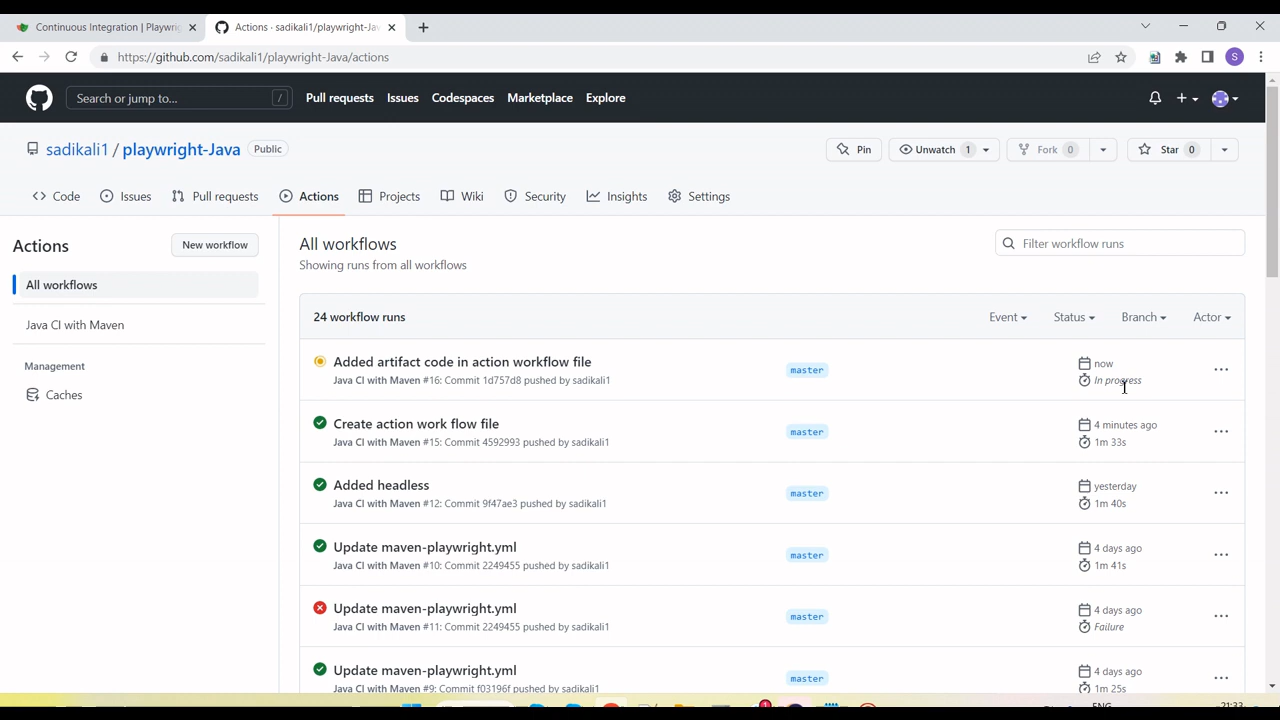 Continuous Integration | Playwrig
Actions · sadikali1/playwright-Ja
https://github.com/sadikali1/playwright-Java/actions
S
Search or jump to... /
Pull requests Issues Codespaces Marketplace Explore
sadikali1 / playwright-Java Public
Pin Unwatch 1 Fork 0 Star 0
Code Issues Pull requests Actions Projects Wiki Security Insights Settings
Actions New workflow
All workflows
Java CI with Maven
Management
Caches
All workflows
Showing runs from all workflows
Filter workflow runs
24 workflow runs Event Status Branch Actor
Added artifact code in action workflow file
Java CI with Maven #16: Commit 1d757d8 pushed by sadikali1
master
now
In progress
Create action work flow file
Java CI with Maven #15: Commit 4592993 pushed by sadikali1
master
4 minutes ago
1m 33s
Added headless
Java CI with Maven #12: Commit 9f47ae3 pushed by sadikali1
master
yesterday
1m 40s
Update maven-playwright.yml
Java CI with Maven #10: Commit 2249455 pushed by sadikali1
master
4 days ago
1m 41s
Update maven-playwright.yml
Java CI with Maven #11: Commit 2249455 pushed by sadikali1
master
4 days ago
Failure
Update maven-playwright.yml
Java CI with Maven #9: Commit f03196f pushed by sadikali1
master
4 days ago
1m 25s
1
ENG
21:33